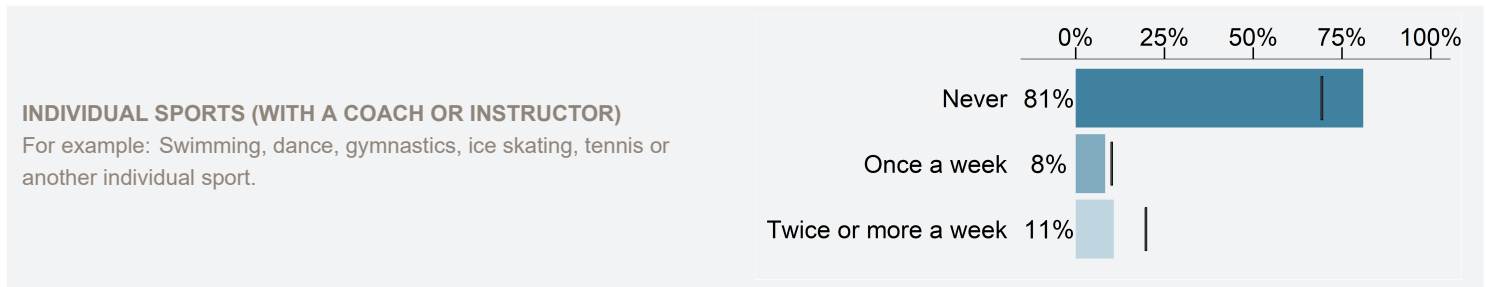 INDIVIDUAL SPORTS (WITH A COACH OR INSTRUCTOR)
For example: Swimming, dance, gymnastics, ice skating, tennis or
another individual sport.
0% 25% 50% 75% 100%
Never 81%
Once a week 8%
Twice or more a week 11%